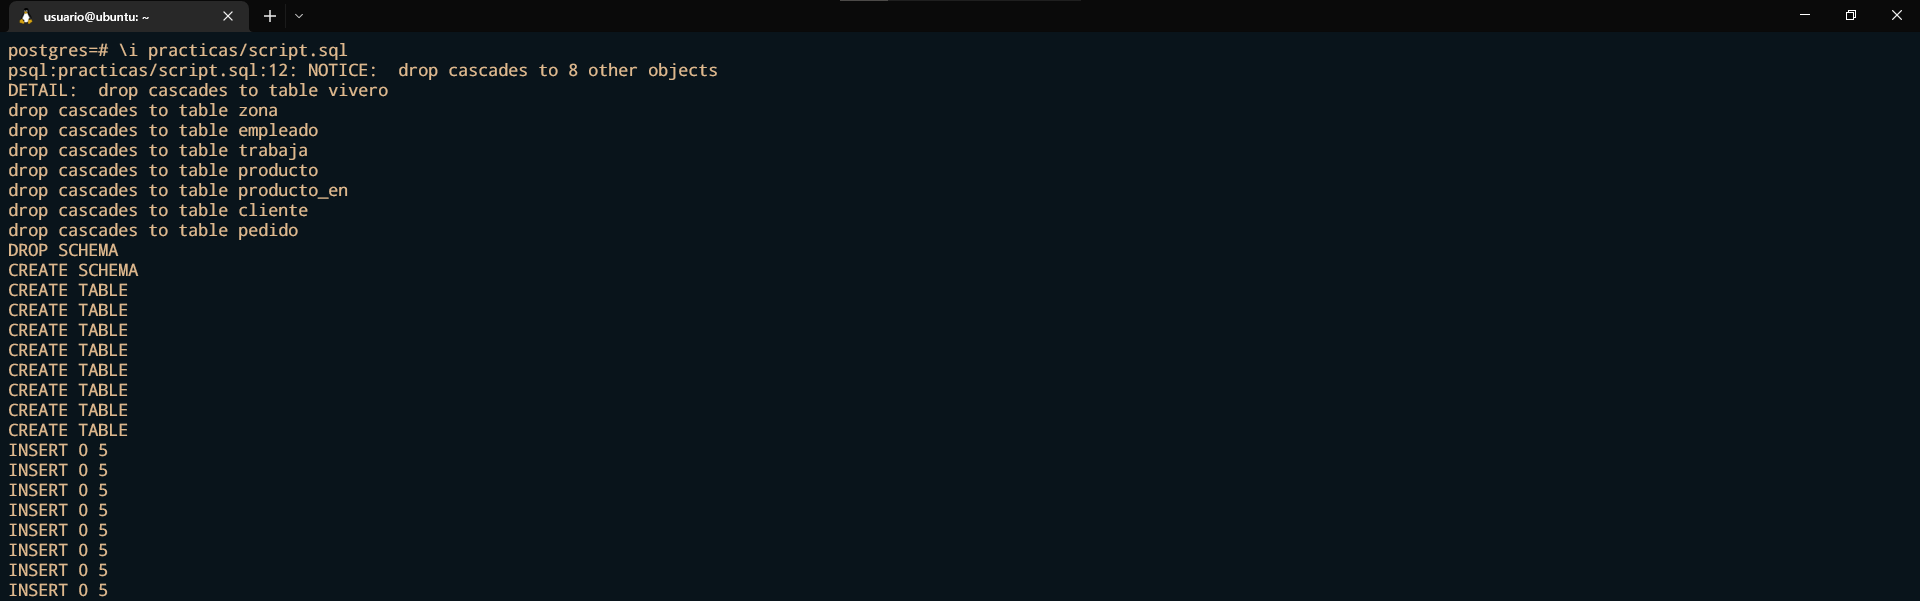 usuario@ubuntu: ~
postgres=# \i practicas/script.sql
psql:practicas/script.sql:12: NOTICE:  drop cascades to 8 other objects
DETAIL:  drop cascades to table vivero
drop cascades to table zona
drop cascades to table empleado
drop cascades to table trabaja
drop cascades to table producto
drop cascades to table producto_en
drop cascades to table cliente
drop cascades to table pedido
DROP SCHEMA
CREATE SCHEMA
CREATE TABLE
CREATE TABLE
CREATE TABLE
CREATE TABLE
CREATE TABLE
CREATE TABLE
CREATE TABLE
CREATE TABLE
INSERT 0 5
INSERT 0 5
INSERT 0 5
INSERT 0 5
INSERT 0 5
INSERT 0 5
INSERT 0 5
INSERT 0 5